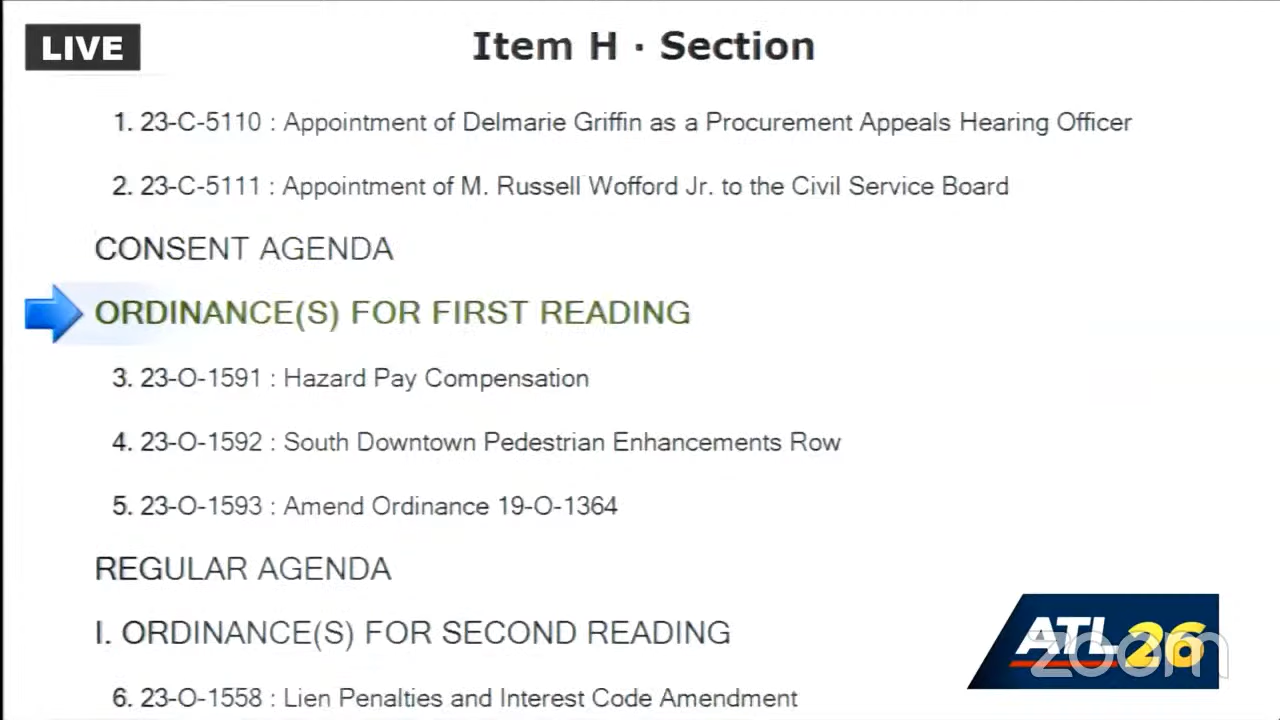 LIVE
Item H · Section
1. 23-C-5110 : Appointment of Delmarie Griffin as a Procurement Appeals Hearing Officer
2. 23-C-5111 : Appointment of M. Russell Wofford Jr. to the Civil Service Board
CONSENT AGENDA
ORDINANCE(S) FOR FIRST READING
3. 23-O-1591 : Hazard Pay Compensation
4. 23-O-1592 : South Downtown Pedestrian Enhancements Row
5. 23-O-1593 : Amend Ordinance 19-O-1364
REGULAR AGENDA
I. ORDINANCE(S) FOR SECOND READING
ATL 26
zoom
6. 23-O-1558 : Lien Penalties and Interest Code Amendment